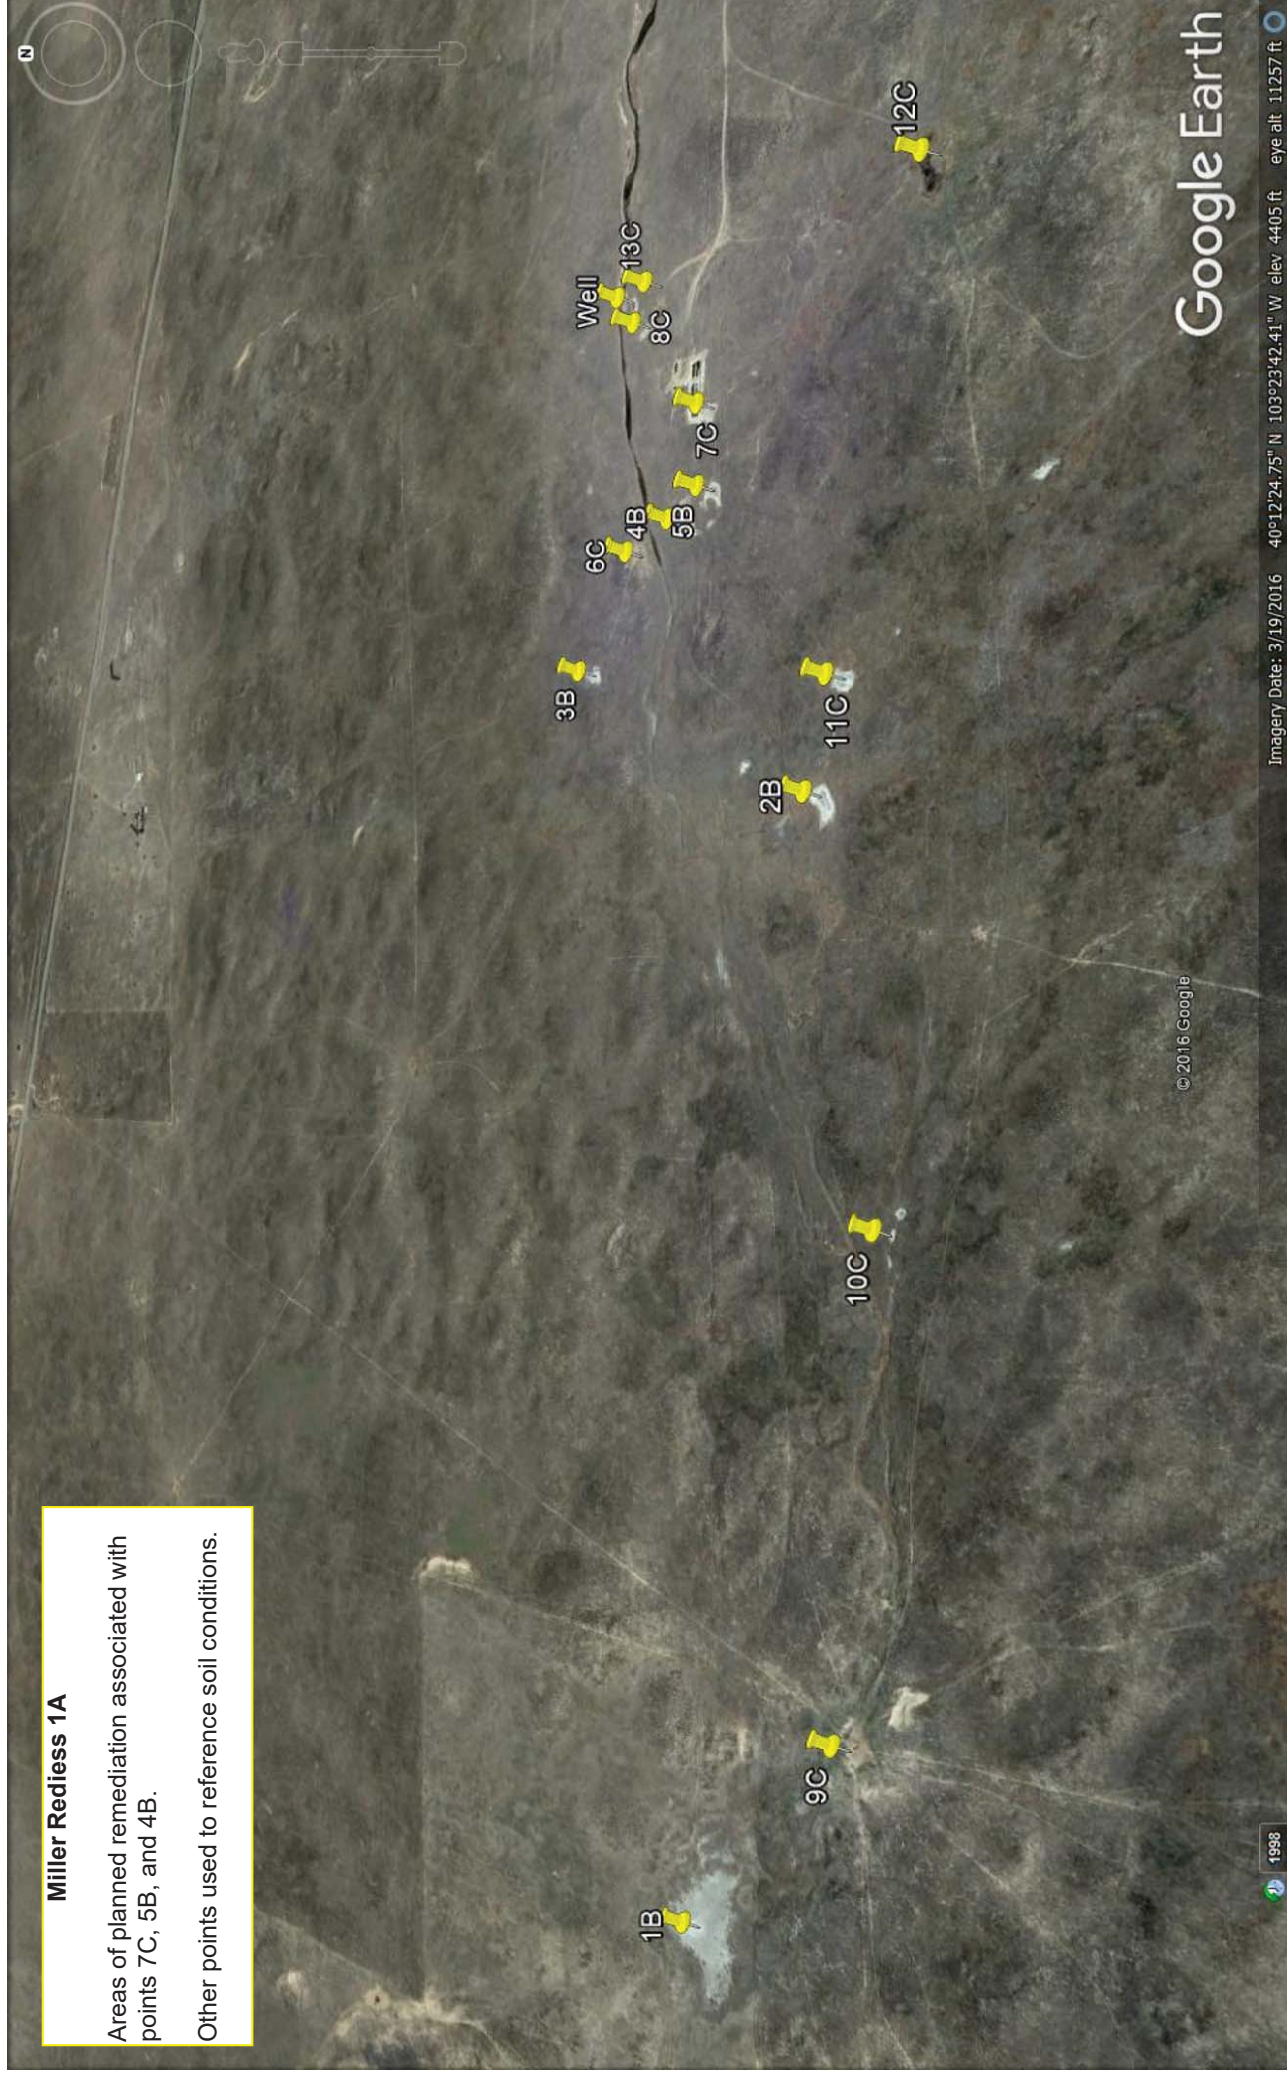 Miller Rediess 1A
Areas of planned remediation associated with
points 7C, 5B, and 4B.
Other points used to reference soil conditions.
N
1B
9C
10C
2B
11C
3B
6C
4B
5B
7C
8C
Well
13C
12C
© 2016 Google
Google Earth
1998
Imagery Date: 3/19/2016 40°12'24.75" N 103°23'42.41" W elev 4405 ft eye alt 11257 ft